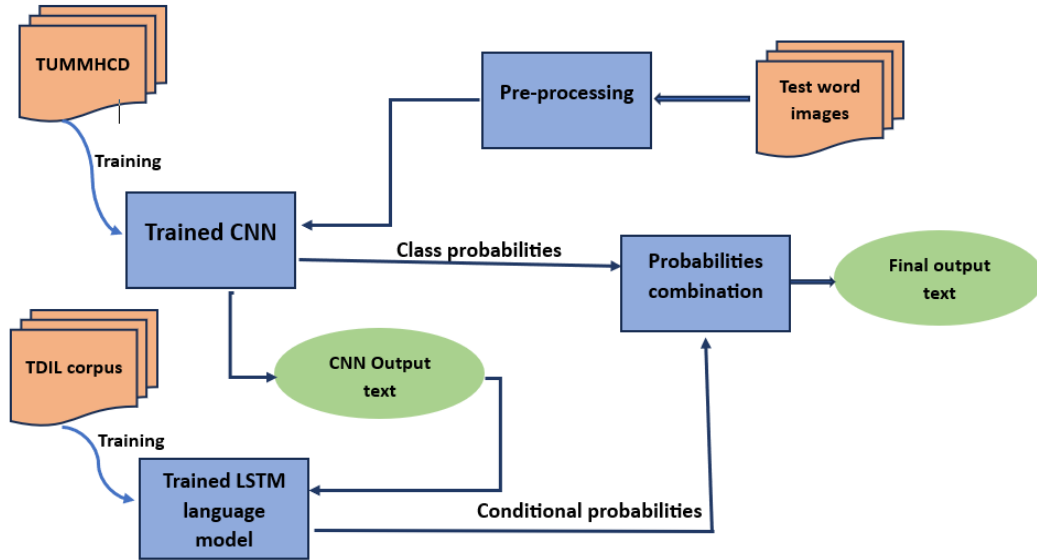 TUMMHCD
Pre-processing
Test word
images
Training
Trained CNN
Class probabilities
Probabilities
combination
Final output
text
TDIL corpus
CNN Output
text
Training
Trained LSTM
language
model
Conditional probabilities